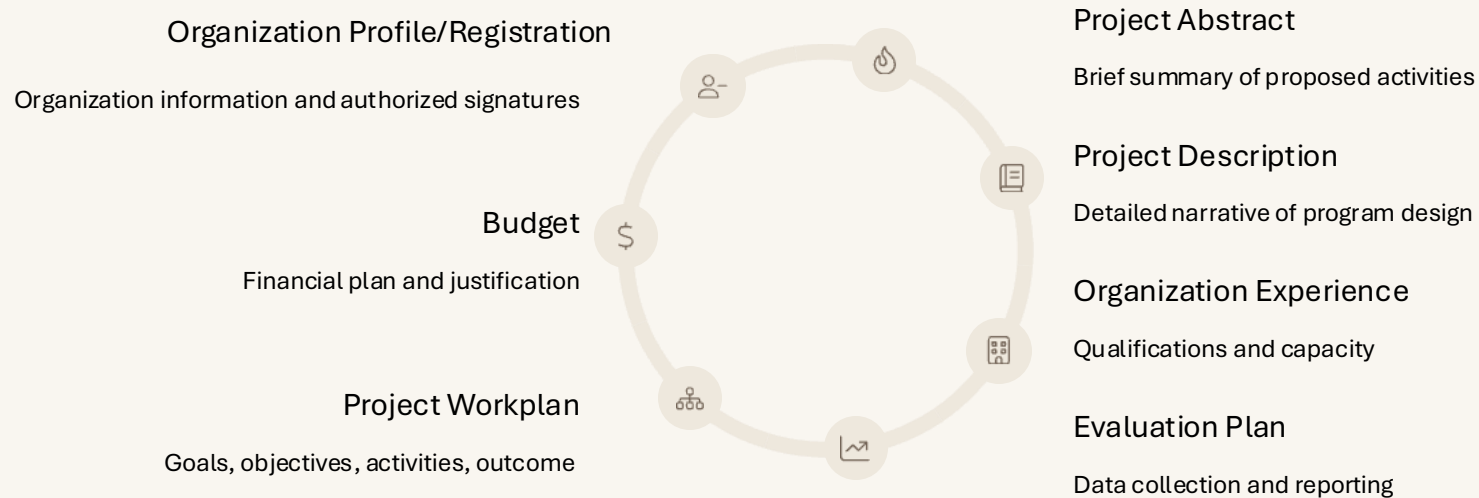 Organization Profile/Registration
Organization information and authorized signatures
Budget
Financial plan and justification
Project Workplan
Goals, objectives, activities, outcome
$
Project Abstract
Brief summary of proposed activities
Project Description
Detailed narrative of program design
Organization Experience
Qualifications and capacity
Evaluation Plan
Data collection and reporting